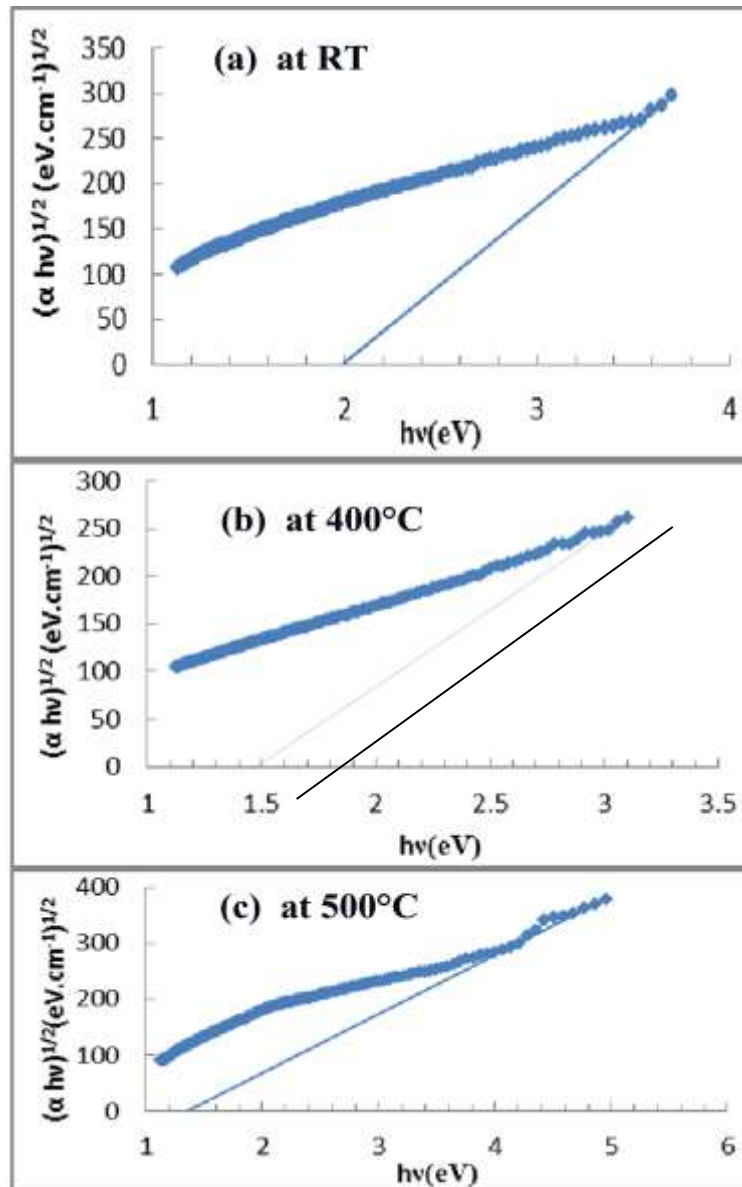 (a) at RT
(α hν)1/2 (eV.cm-1)1/2
350
300
250
200
150
100
50
0
1 2 3 4
hν(eV)
(b) at 400°C
(α hν)1/2 (eV.cm-1)1/2
300
250
200
150
100
50
0
1 1.5 2 2.5 3 3.5
hν(eV)
(c) at 500°C
(α hν)1/2(eV.cm-1)1/2
400
300
200
100
0
1 2 3 4 5 6
hν(eV)